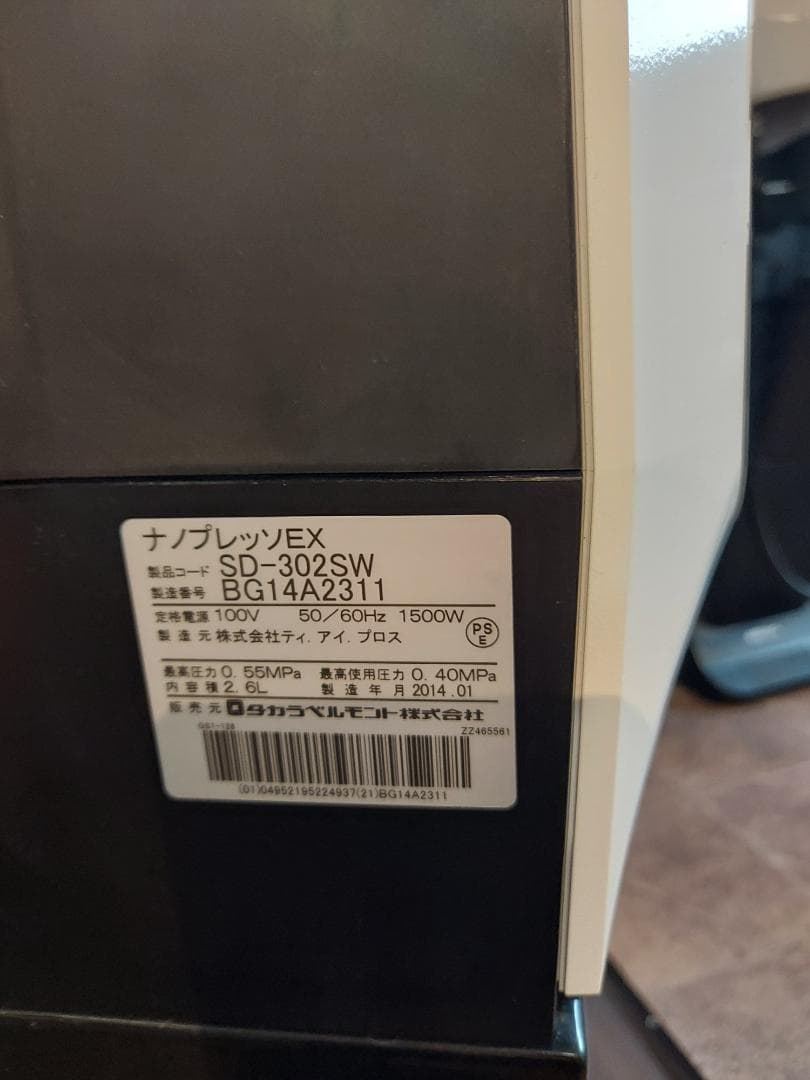 ナノプレッソEX
製品コード SD-302SW
製造番号 BG14A2311
定格電源 100V 50/60Hz 1500W
製造元 株式会社ティ.アイ.プロス
PS
E
最高圧力 0.55MPa 最高使用圧力 0.40MPa
内容積 2.6L 製造年月 2014.01
販売元 タカラベルモント株式会社
GS1-128 ZZ465561
(01)04952195224937(21)BG14A2311